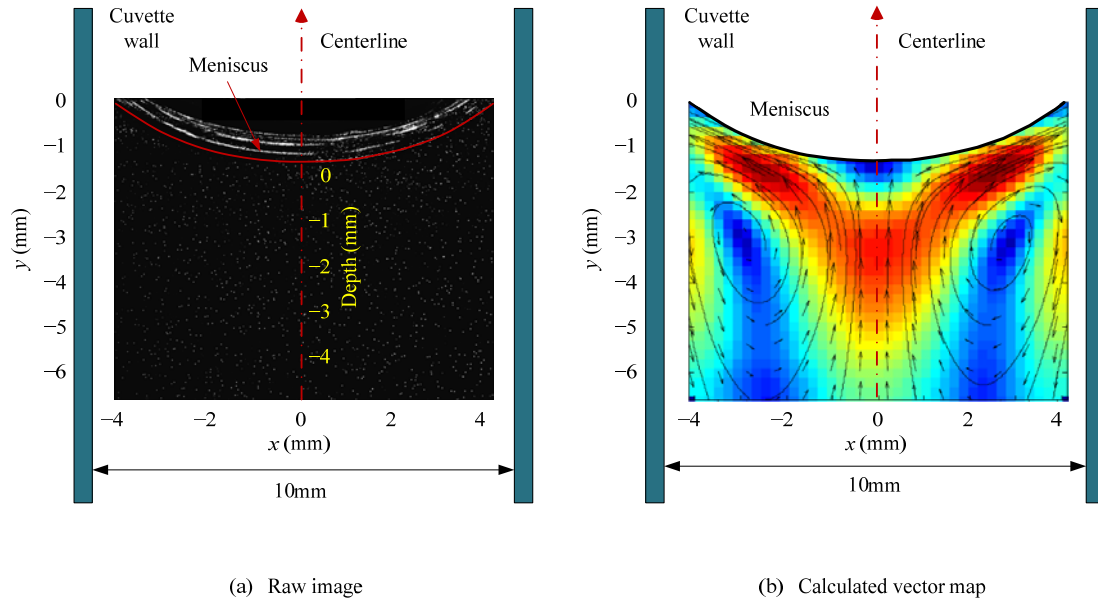 Cuvette
wall
Centerline
Meniscus
0
−1
−2
−3
−4
−5
−6
y (mm)
0
−1
−2
−3
−4
Depth (mm)
−4
−2
0
2
4
x (mm)
10mm
(a) Raw image
Cuvette
wall
Centerline
Meniscus
0
−1
−2
−3
−4
−5
−6
y (mm)
−4
−2
0
2
4
x (mm)
10mm
(b) Calculated vector map